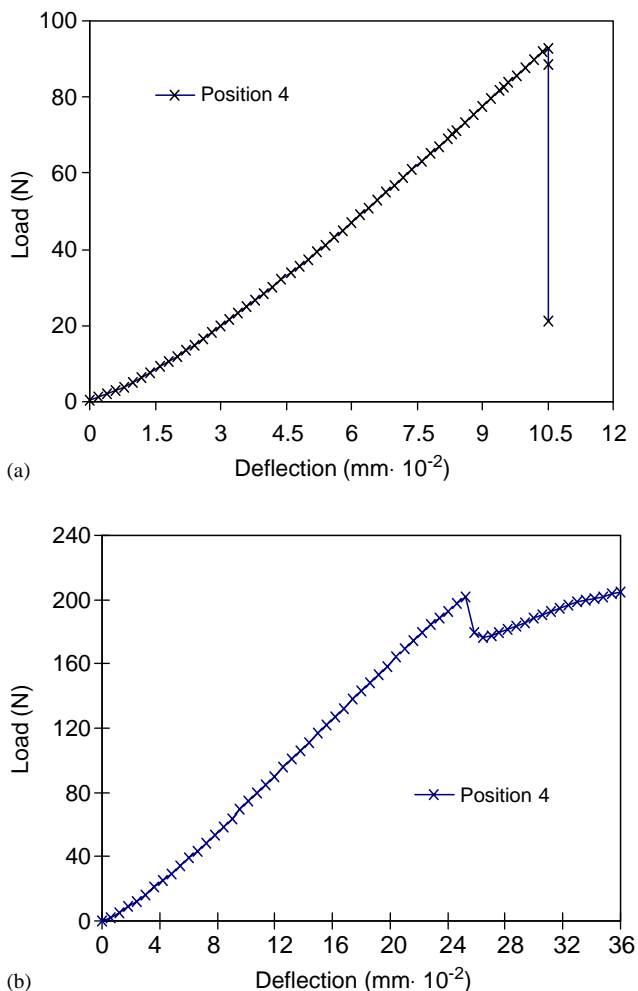 100
80
60
40
20
0
Load (N)
Position 4
0 1.5 3 4.5 6 7.5 9 10.5 12
Deflection (mm· 10⁻²)
(a)
240
200
160
120
80
40
0
Load (N)
Position 4
0 4 8 12 16 20 24 28 32 36
Deflection (mm· 10⁻²)
(b)